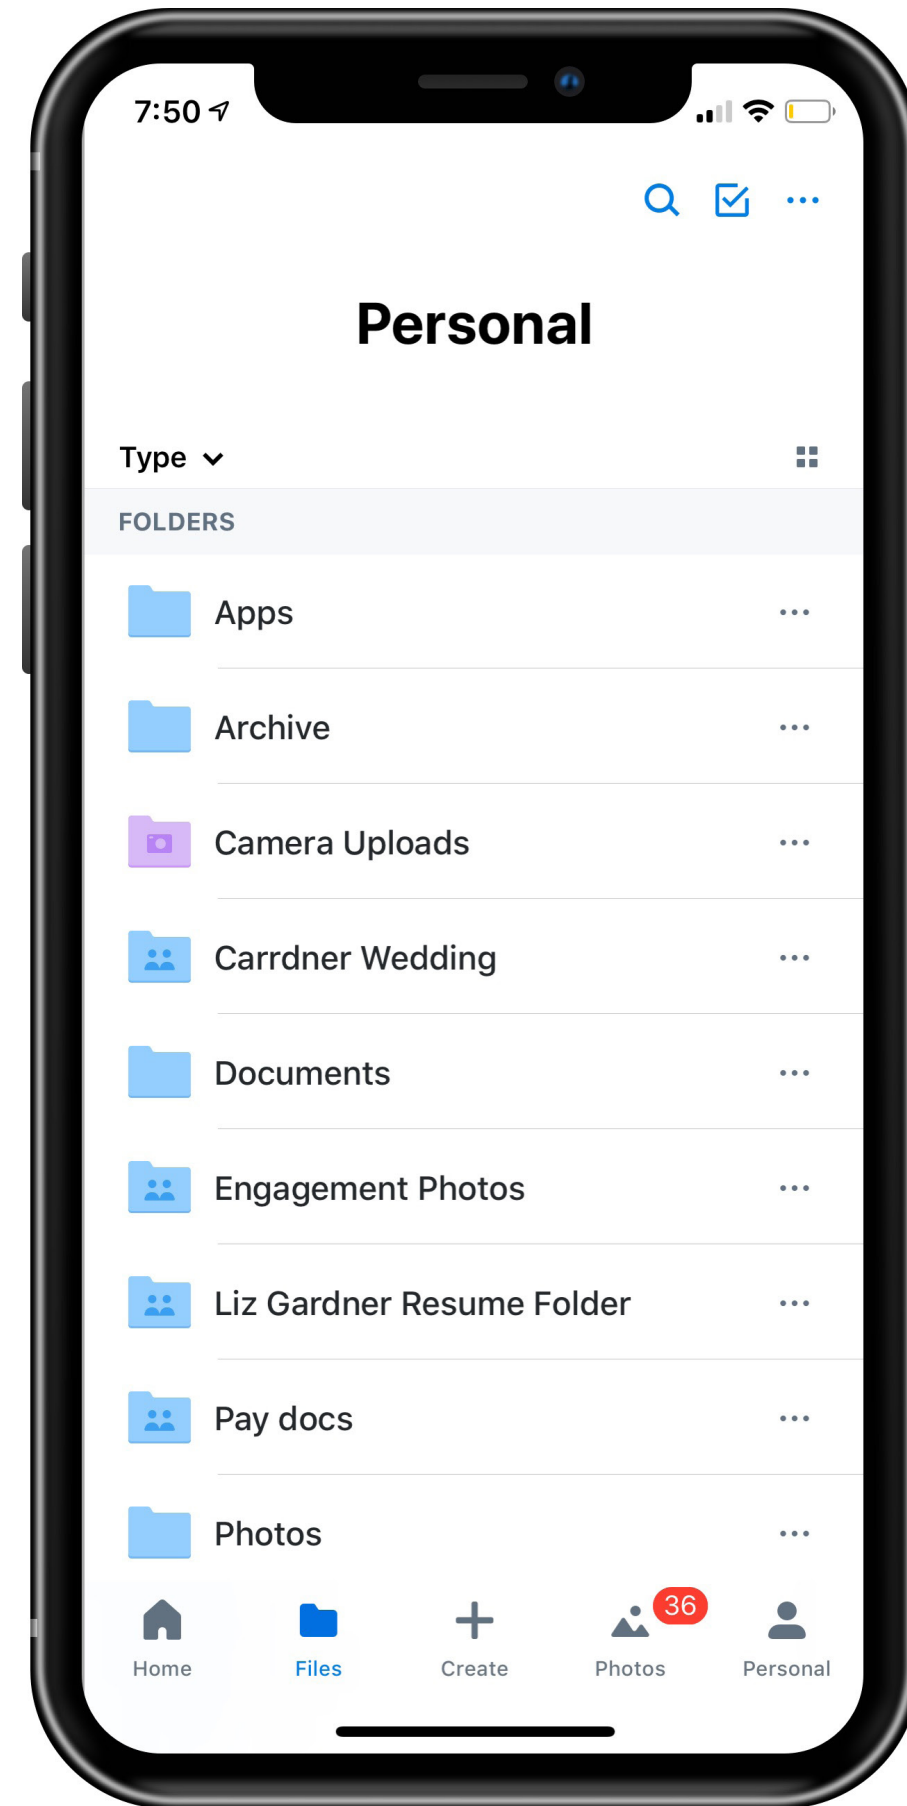 7:50
Personal
Type
FOLDERS
Apps
Archive
Camera Uploads
Carrdner Wedding
Documents
Engagement Photos
Liz Gardner Resume Folder
Pay docs
Photos
36
Home Files Create Photos Personal